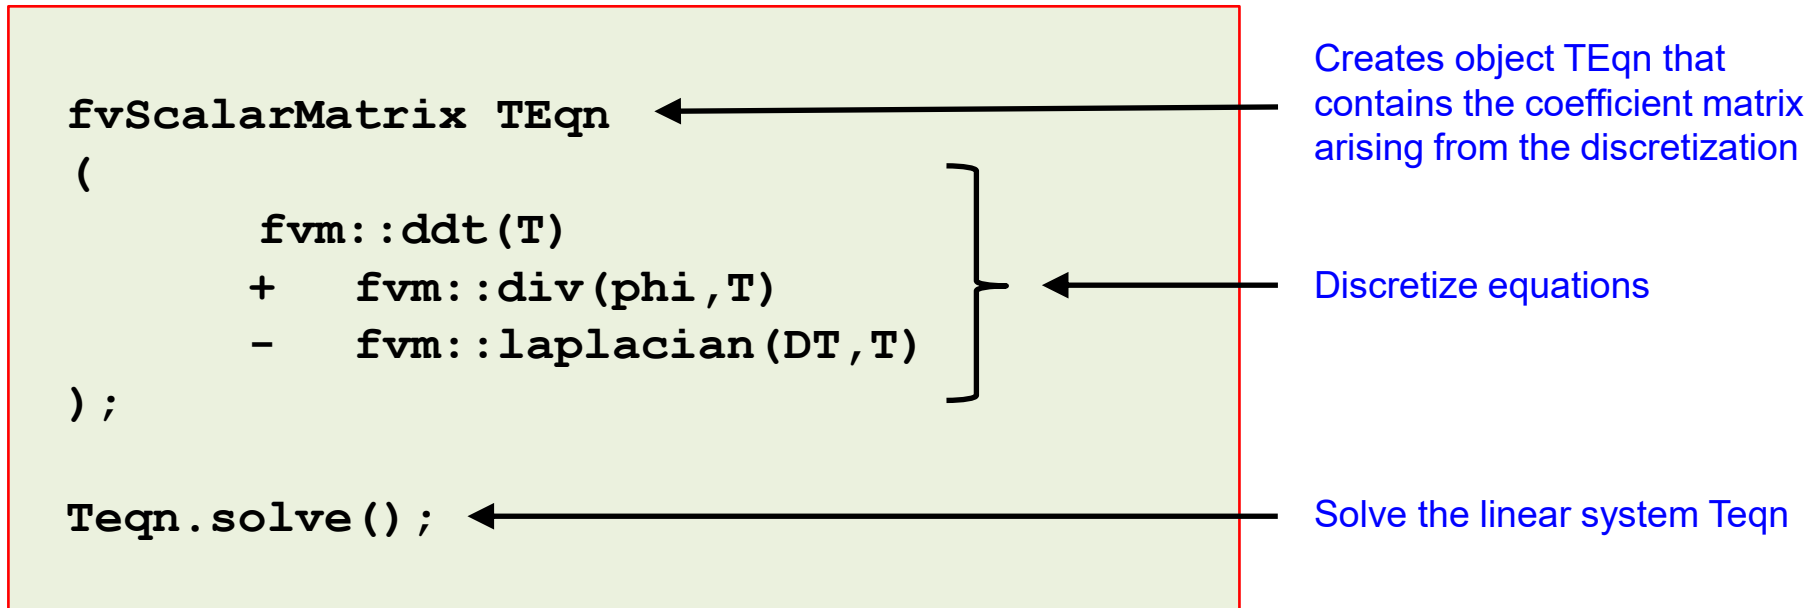 fvScalarMatrix TEqn
(
fvm::ddt(T)
+ fvm::div(phi,T)
- fvm::laplacian(DT,T)
);
Teqn.solve();
Creates object TEqn that
contains the coefficient matrix
arising from the discretization
Discretize equations
Solve the linear system Teqn